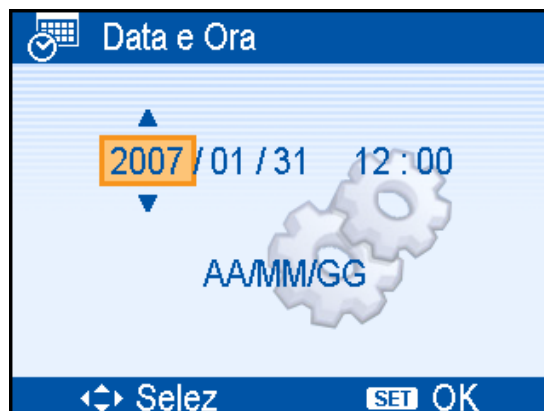 Data e Ora
2007 / 01 / 31 12 : 00
AA/MM/GG
Selez SET OK